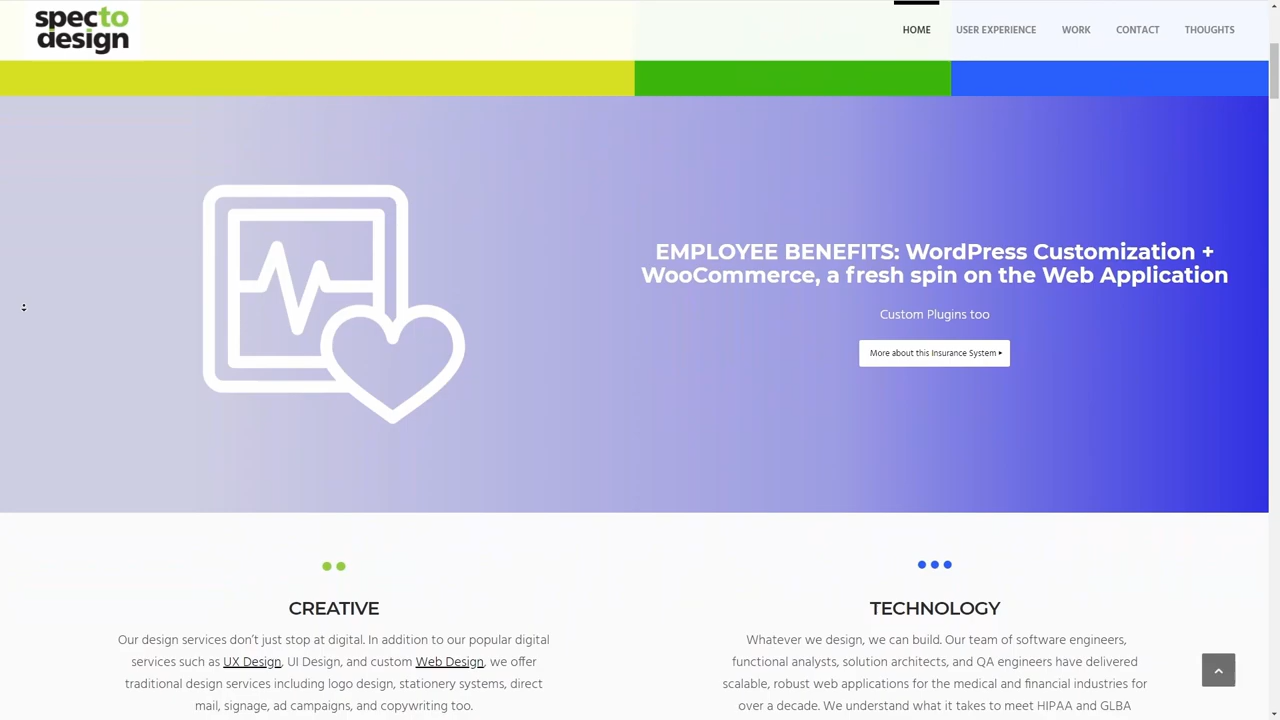 specto
design
HOME USER EXPERIENCE WORK CONTACT THOUGHTS
EMPLOYEE BENEFITS: WordPress Customization +
WooCommerce, a fresh spin on the Web Application
Custom Plugins too
More about this Insurance System
CREATIVE
Our design services don’t just stop at digital. In addition to our popular digital
services such as UX Design, UI Design, and custom Web Design, we offer
traditional design services including logo design, stationery systems, direct
mail, signage, ad campaigns, and copywriting too.
TECHNOLOGY
Whatever we design, we can build. Our team of software engineers,
functional analysts, solution architects, and QA engineers have delivered
scalable, robust web applications for the medical and financial industries for
over a decade. We understand what it takes to meet HIPAA and GLBA